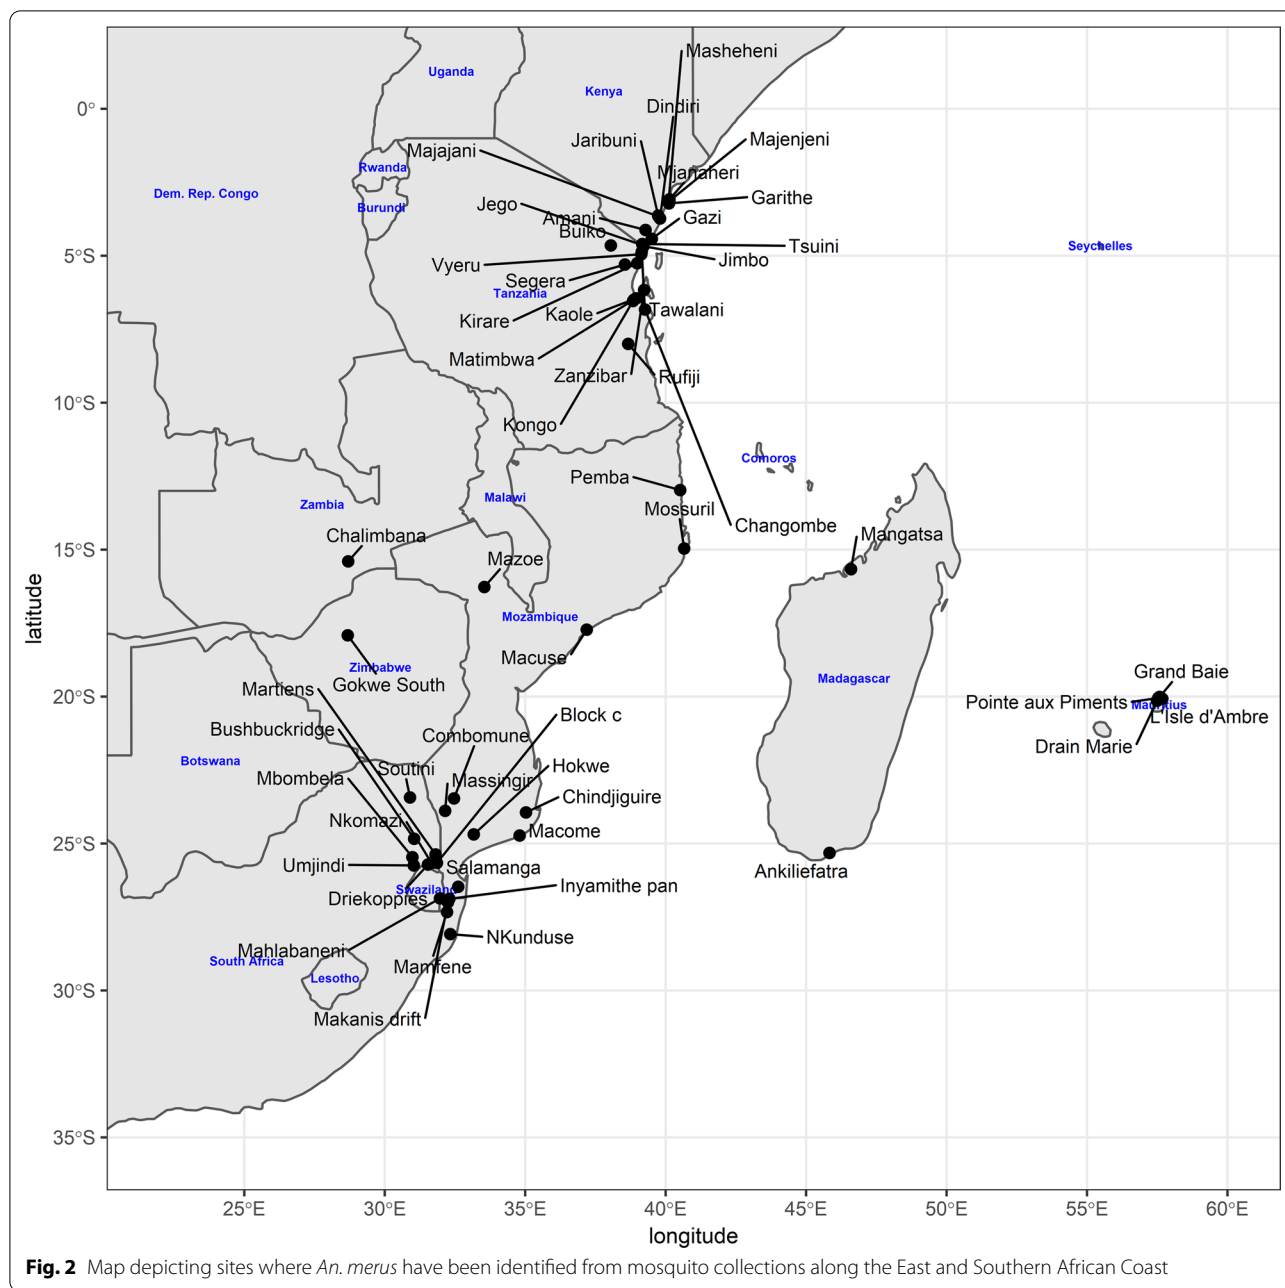 Masheheni
Uganda
Kenya
Dindiri
0°
Jaribuni
Majenjeni
Majajani
Rwanda
Mjanaheri
Dem. Rep. Congo
Garithe
Burundi
Jego
Amani
Gazi
Buiko
Tsuini
Seychelles
5°S
Jimbo
Vyeru
Segera
Tanzania
Kaole
Tawalani
Kirare
Matimbwa
Zanzibar
Rufiji
10°S
Kongo
Comoros
Pemba
Malawi
Zambia
Mossuril
Changombe
Chalimbana
Mangatsa
15°S
Mazoe
Mozambique
latitude
Macuse
Zimbabwe
Grand Baie
Madagascar
Gokwe South
Martiens
20°S
Pointe aux Piments
Mauritius
Block c
L'Isle d'Ambre
Bushbuckridge
Combomune
Drain Marie
Botswana
Soutini
Hokwe
Mbombela
Massingir
Chindjiguire
Nkomazi
Macome
25°S
Umjindi
Salamanga
Ankiliefatra
Swaziland
Inyamithe pan
Driekoppies
NKunduse
Mahlabaneni
South Africa
Mamfene
Lesotho
30°S
Makanis drift
35°S
25°E 30°E 35°E 40°E 45°E 50°E 55°E 60°E
longitude
Fig. 2 Map depicting sites where An. merus have been identified from mosquito collections along the East and Southern African Coast